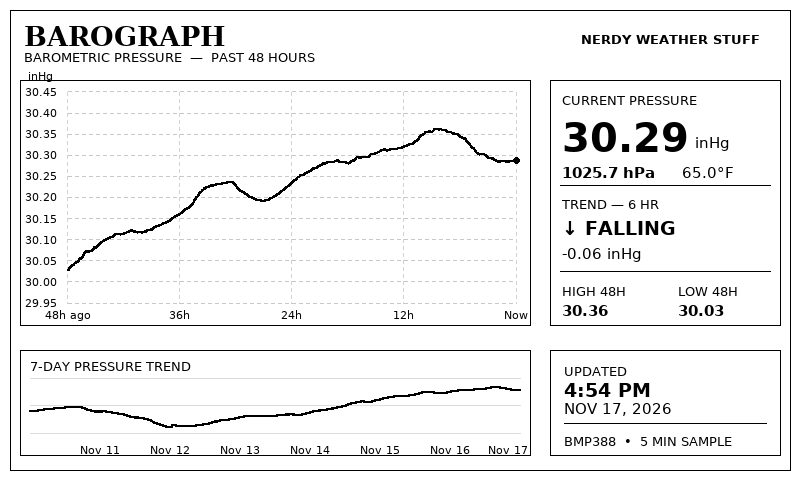 BAROGRAPH
NERDY WEATHER STUFF
BAROMETRIC PRESSURE — PAST 48 HOURS
inHg
30.45
30.40
30.35
30.30
30.25
30.20
30.15
30.10
30.05
30.00
29.95
48h ago 36h 24h 12h Now
CURRENT PRESSURE
30.29 inHg
1025.7 hPa 65.0°F
TREND — 6 HR
↓ FALLING
-0.06 inHg
HIGH 48H LOW 48H
30.36 30.03
7-DAY PRESSURE TREND
Nov 11 Nov 12 Nov 13 Nov 14 Nov 15 Nov 16 Nov 17
UPDATED
4:54 PM
NOV 17, 2026
BMP388 • 5 MIN SAMPLE